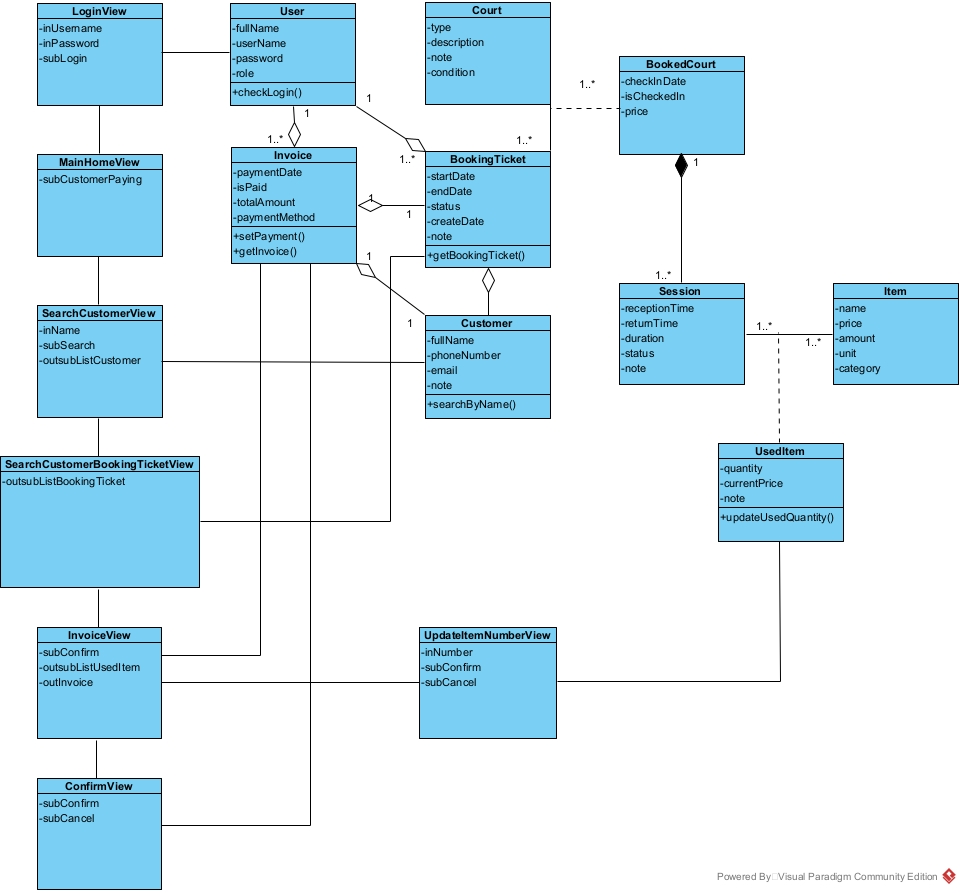 LoginView
-inUsername
-inPassword
-subLogin
User
-fullName
-userName
-password
-role
+checkLogin()
Court
-type
-description
-note
-condition
BookedCourt
-checkInDate
-isCheckedIn
-price
1..*
1..*
1
1
1..*
1..*
1
MainHomeView
-subCustomerPaying
Invoice
-paymentDate
-isPaid
-totalAmount
-paymentMethod
+setPayment()
+getInvoice()
BookingTicket
-startDate
-endDate
-status
-createDate
-note
+getBookingTicket()
1
1
1
1
1..*
SearchCustomerView
-inName
-subSearch
-outsubListCustomer
Customer
-fullName
-phoneNumber
-email
-note
+searchByName()
Session
-receptionTime
-returnTime
-duration
-status
-note
1..*
1..*
Item
-name
-price
-amount
-unit
-category
SearchCustomerBookingTicketView
-outsubListBookingTicket
UsedItem
-quantity
-currentPrice
-note
+updateUsedQuantity()
InvoiceView
-subConfirm
-outsubListUsedItem
-outInvoice
UpdateItemNumberView
-inNumber
-subConfirm
-subCancel
ConfirmView
-subConfirm
-subCancel
Powered By Visual Paradigm Community Edition